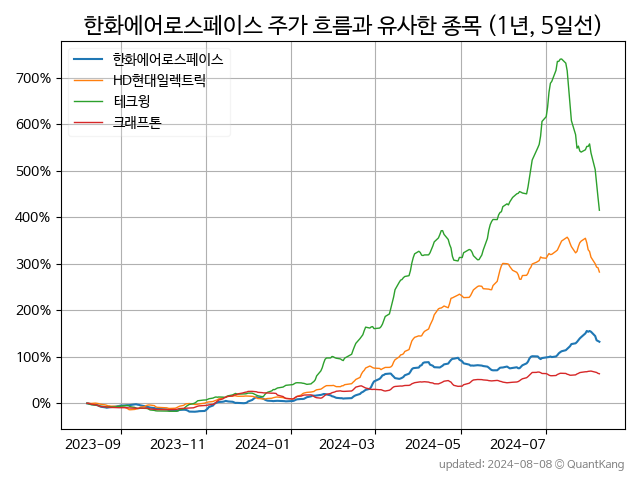 한화에어로스페이스 주가 흐름과 유사한 종목 (1년, 5일선)
한화에어로스페이스
HD현대일렉트릭
테크윙
크래프톤
700%
600%
500%
400%
300%
200%
100%
0%
2023-09 2023-11 2024-01 2024-03 2024-05 2024-07
updated: 2024-08-08 © QuantKang